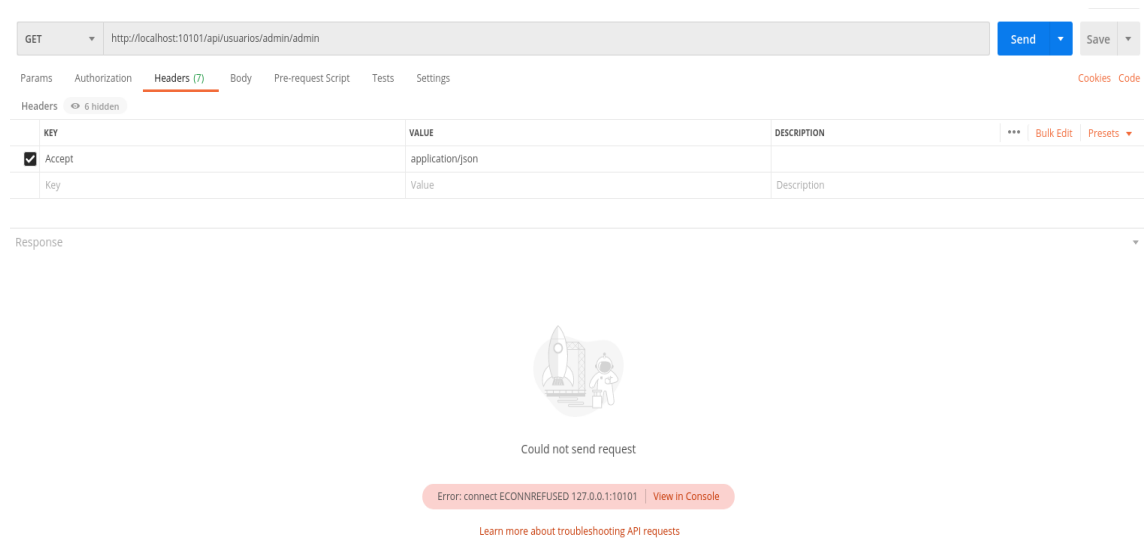 GET http://localhost:10101/api/usuarios/admin/admin Send Save
Params Authorization Headers (7) Body Pre-request Script Tests Settings Cookies Code
Headers 6 hidden
KEY VALUE DESCRIPTION ••• Bulk Edit Presets
Accept application/json
Key Value Description
Response
Could not send request
Error: connect ECONNREFUSED 127.0.0.1:10101 View in Console
Learn more about troubleshooting API requests